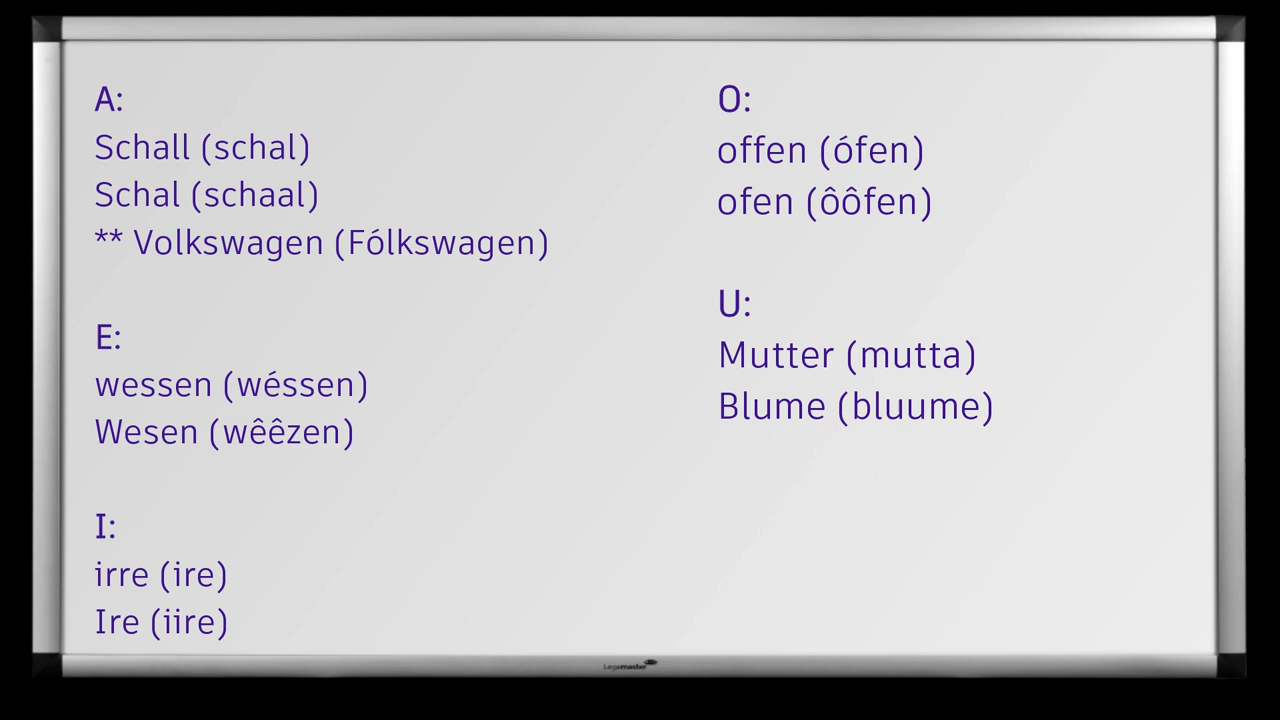 A:
Schall (schal)
Schal (schaal)
** Volkswagen (Fólkswagen)
E:
wessen (wéssen)
Wesen (wêêzen)
I:
irre (ire)
Ire (iire)
O:
offen (ófen)
ofen (ôôfen)
U:
Mutter (mutta)
Blume (bluume)
Legamaster